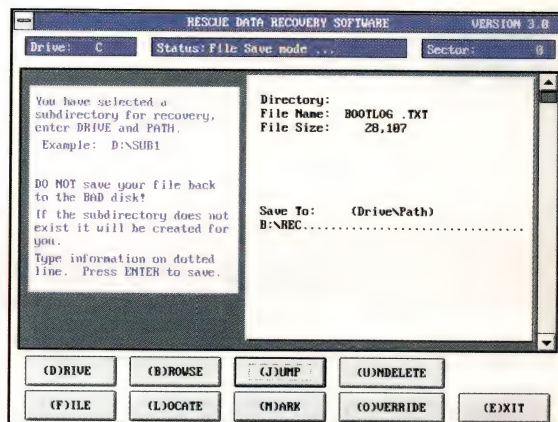 RESCUE DATA RECOVERY SOFTWARE VERSION 3.0
Drive: C Status: File Save mode ... Sector: 0
You have selected a
subdirectory for recovery,
enter DRIVE and PATH.
Example: D:\SUB1
DO NOT save your file back
to the BAD disk!
If the subdirectory does not
exist it will be created for
you.
Type information on dotted
line. Press ENTER to save.
Directory:
File Name: BOOTLOG .TXT
File Size: 28,107
Save To: (Drive\Path)
B:\REC..................................
(D)RIVE (B)ROWSE (J)UMP (U)NDELETE
(F)ILE (L)OCATE (M)ARK (O)VERRIDE (E)XIT